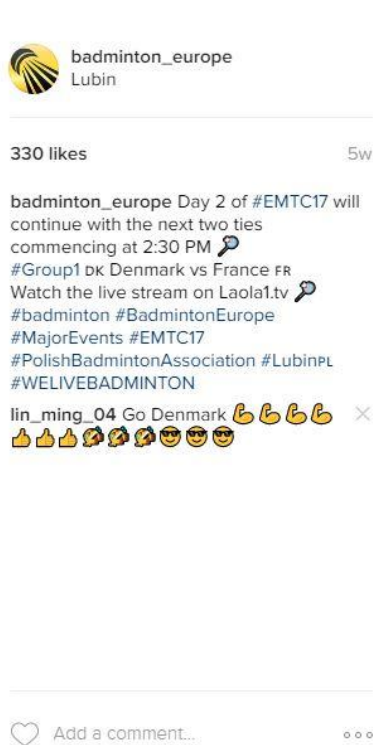 badminton_europe
Lubin
330 likes 5w
badminton_europe Day 2 of #EMTC17 will
continue with the next two ties
commencing at 2:30 PM 🔎
#Group1 DK Denmark vs France FR
Watch the live stream on Laola1.tv 🔎
#badminton #BadmintonEurope
#MajorEvents #EMTC17
#PolishBadmintonAssociation #LubinPL
#WELIVEBADMINTON
lin_ming_04 Go Denmark 💪💪💪💪
👍👍👍🤣🤣🤣😎😎😎
Add a comment...